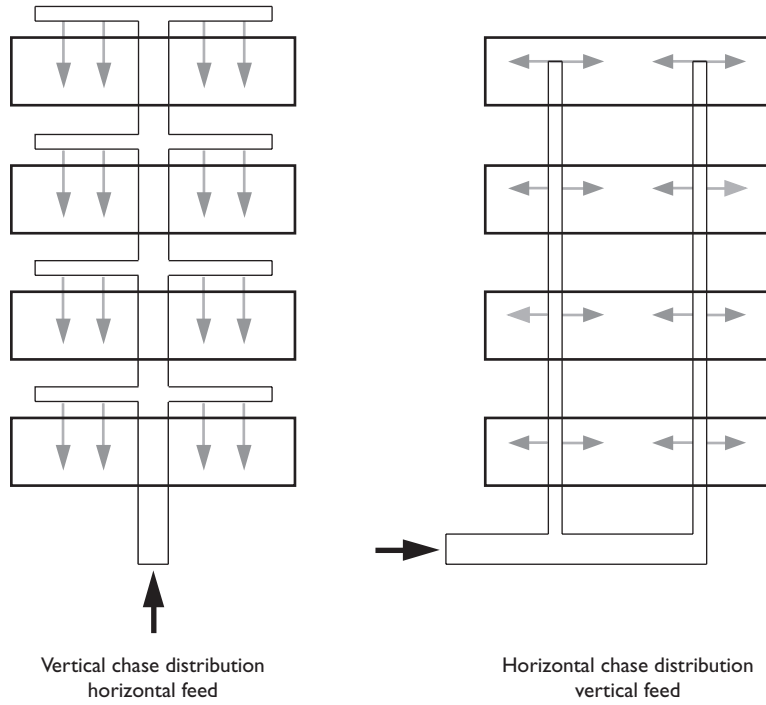 Vertical chase distribution
horizontal feed
Horizontal chase distribution
vertical feed